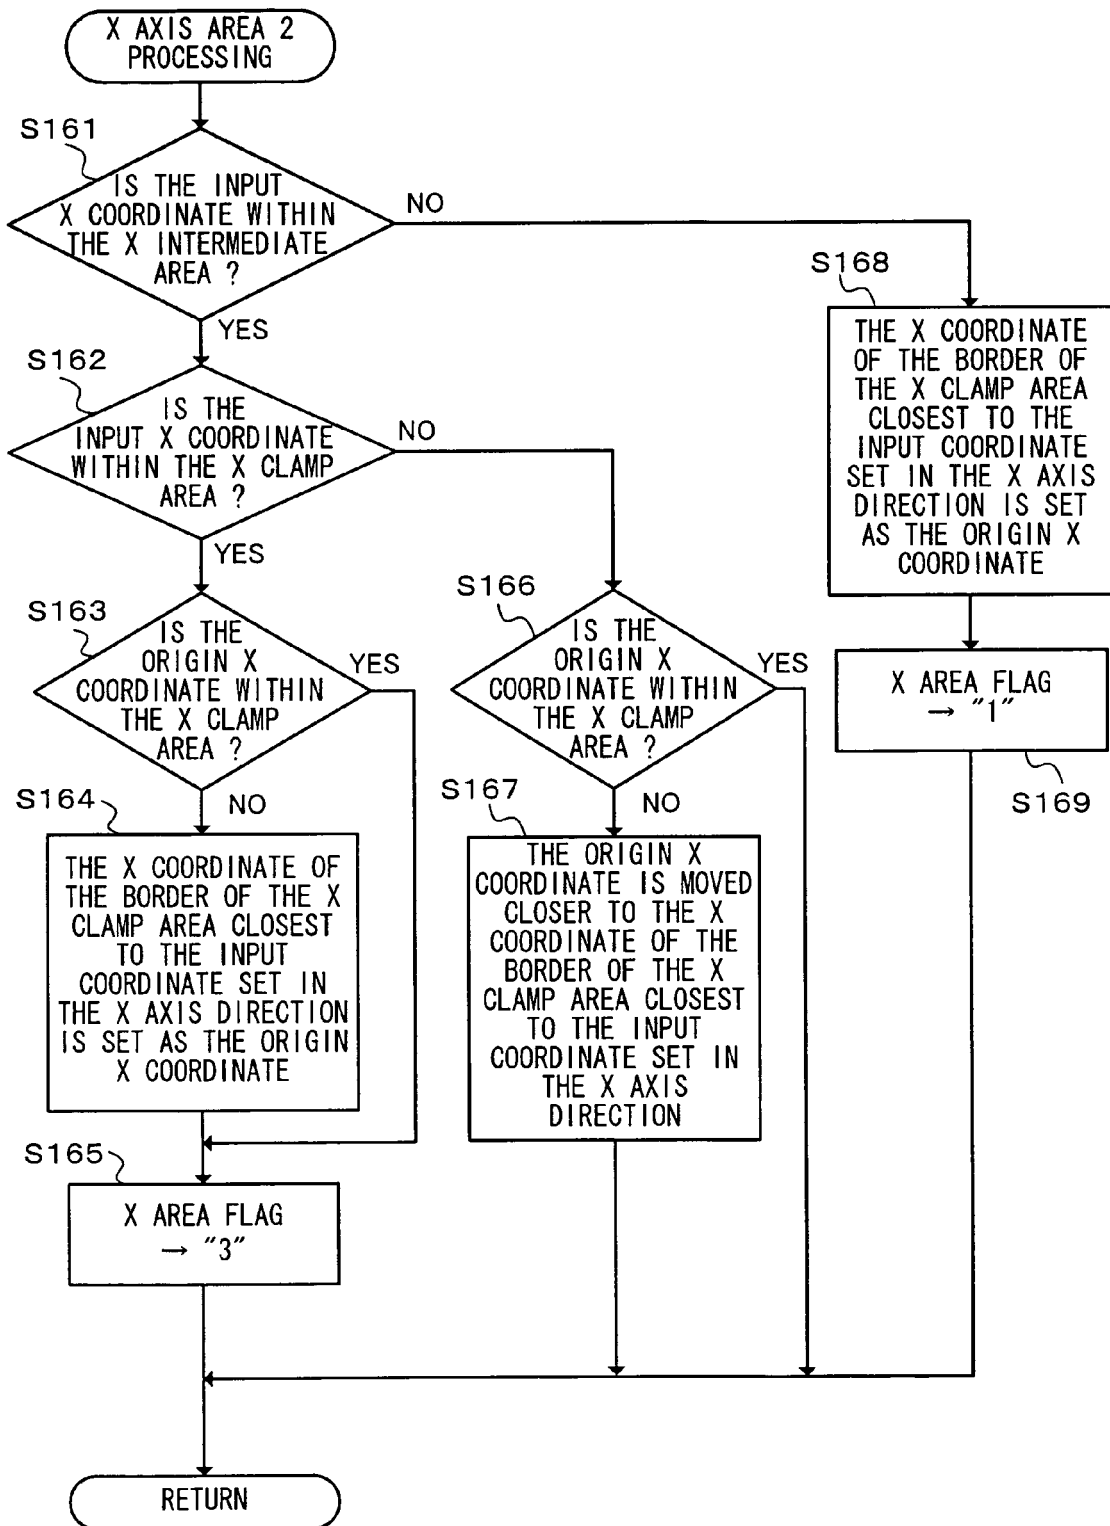 X AXIS AREA 2
PROCESSING
S161
IS THE INPUT
X COORDINATE WITHIN
THE X INTERMEDIATE
AREA ?
NO
YES
S162
IS THE
INPUT X COORDINATE
WITHIN THE X CLAMP
AREA ?
NO
YES
S163
IS THE
ORIGIN X
COORDINATE WITHIN
THE X CLAMP
AREA ?
YES
NO
S164
THE X COORDINATE OF
THE BORDER OF THE X
CLAMP AREA CLOSEST
TO THE INPUT
COORDINATE SET IN
THE X AXIS DIRECTION
IS SET AS THE ORIGIN
X COORDINATE
S165
X AREA FLAG
→ "3"
S166
IS THE
ORIGIN X
COORDINATE WITHIN
THE X CLAMP
AREA ?
YES
NO
S167
THE ORIGIN X
COORDINATE IS MOVED
CLOSER TO THE X
COORDINATE OF THE
BORDER OF THE X
CLAMP AREA CLOSEST
TO THE INPUT
COORDINATE SET IN
THE X AXIS
DIRECTION
S168
THE X COORDINATE
OF THE BORDER OF
THE X CLAMP AREA
CLOSEST TO THE
INPUT COORDINATE
SET IN THE X AXIS
DIRECTION IS SET
AS THE ORIGIN X
COORDINATE
X AREA FLAG
→ "1"
S169
RETURN